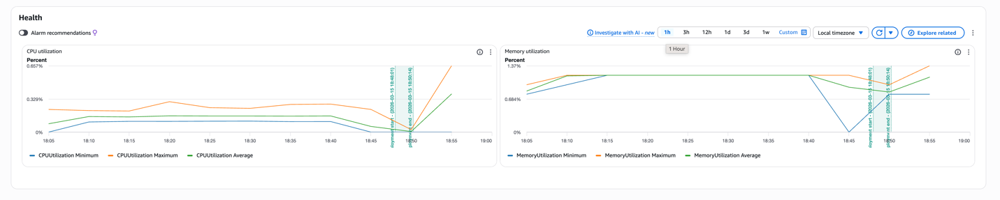 Health
Alarm recommendations
Investigate with AI - new
1h 3h 12h 1d 3d 1w Custom
Local timezone
Explore related
1 Hour
CPU utilization
Percent
0.657%
0.329%
0%
loyment start - (2026-03-15 18:48:01)
ployment end - (2026-03-15 18:50:14)
18:05 18:10 18:15 18:20 18:25 18:30 18:35 18:40 18:45 18:50 18:55 19:00
CPUUtilization Minimum CPUUtilization Maximum CPUUtilization Average
Memory utilization
Percent
1.37%
0.684%
0%
loyment start - (2026-03-15 18:48:01)
ployment end - (2026-03-15 18:50:14)
18:05 18:10 18:15 18:20 18:25 18:30 18:35 18:40 18:45 18:50 18:55 19:00
MemoryUtilization Minimum MemoryUtilization Maximum MemoryUtilization Average